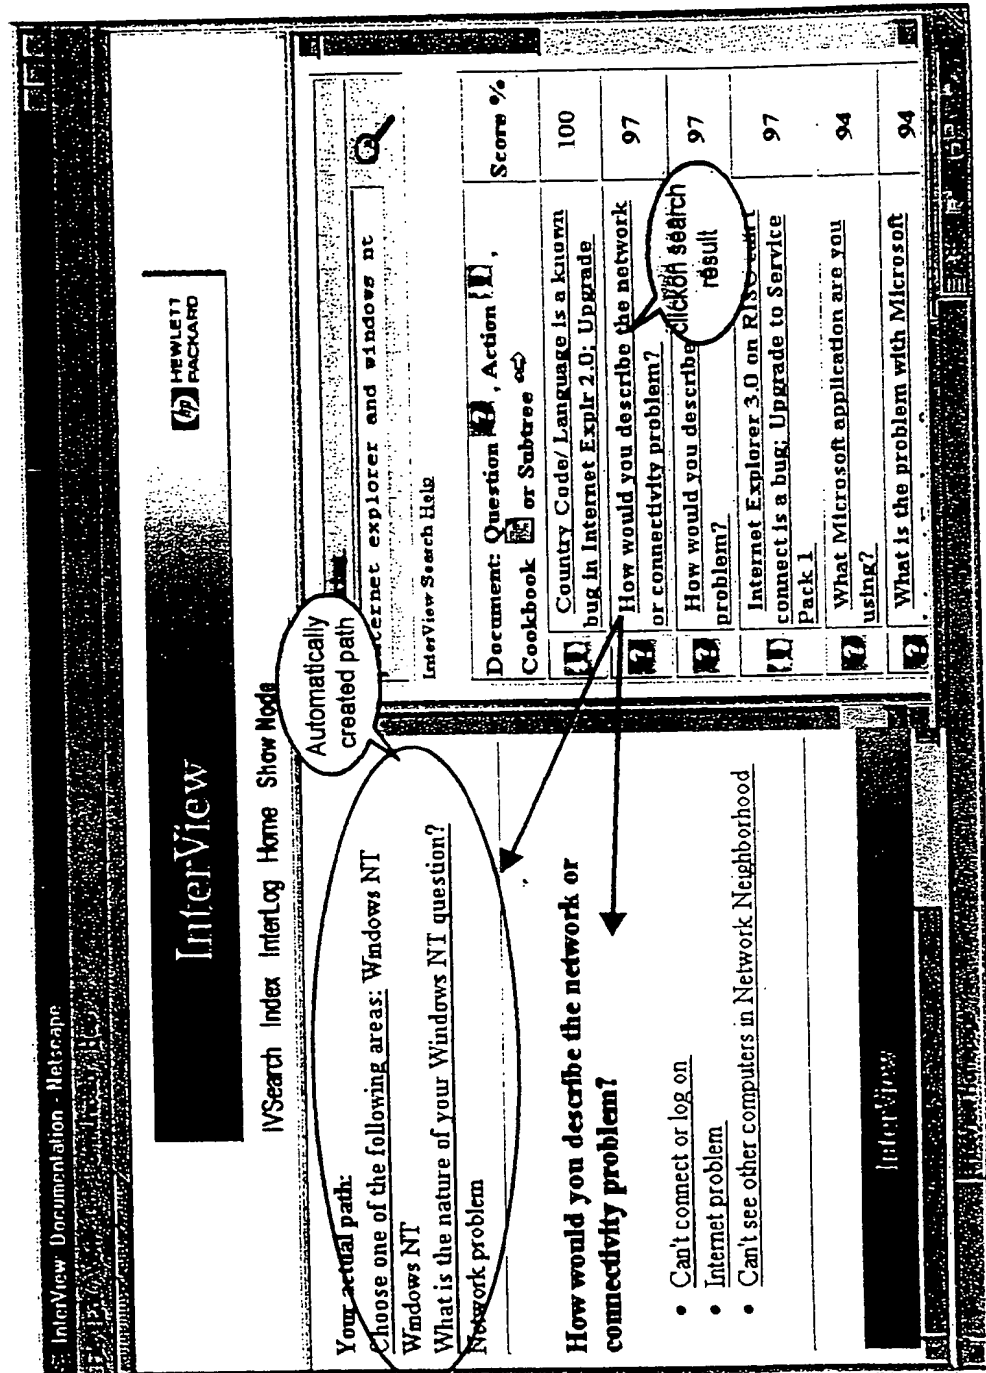 InterView Documentation - Netscape
InterView
hp HEWLETT
PACKARD
IVSearch Index InterLog Home Show Node
Your actual path:
Choose one of the following areas: Windows NT
Windows NT
What is the nature of your Windows NT question?
Network problem
Automatically
created path
How would you describe the network or
connectivity problem?
• Can't connect or log on
• Internet problem
• Can't see other computers in Network Neighborhood
InterView
ternet explorer and windows nt
InterView Search Help
Document: Question ?, Action,
Cookbook or Subtree
Score %
Country Code/Language is a known
bug in Internet Explr 2.0; Upgrade
100
? How would you describe the network
or connectivity problem?
97
? How would you describe
problem?
97
click on search
result
Internet Explorer 3.0 on RISC
connect is a bug; Upgrade to Service
Pack 1
97
? What Microsoft application are you
using?
94
? What is the problem with Microsoft
94